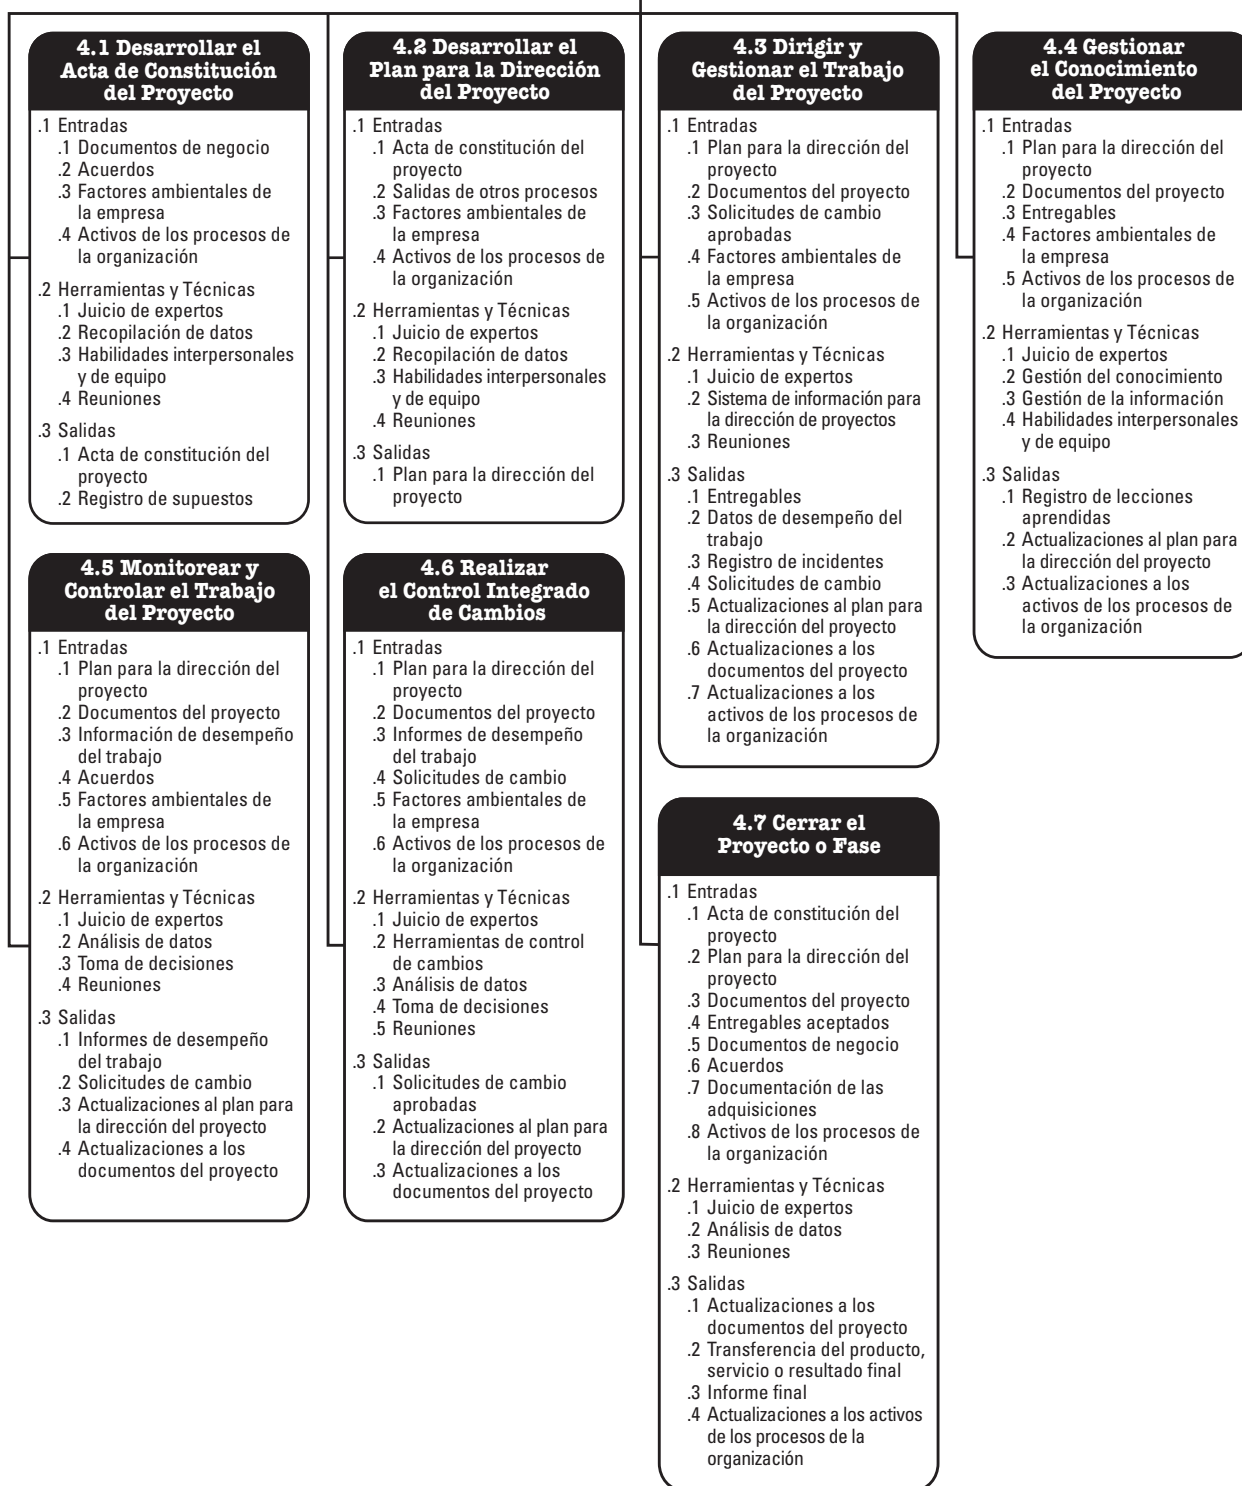 4.1 Desarrollar el
Acta de Constitución
del Proyecto
.1 Entradas
.1 Documentos de negocio
.2 Acuerdos
.3 Factores ambientales de
la empresa
.4 Activos de los procesos de
la organización
.2 Herramientas y Técnicas
.1 Juicio de expertos
.2 Recopilación de datos
.3 Habilidades interpersonales
y de equipo
.4 Reuniones
.3 Salidas
.1 Acta de constitución del
proyecto
.2 Registro de supuestos
4.2 Desarrollar el
Plan para la Dirección
del Proyecto
.1 Entradas
.1 Acta de constitución del
proyecto
.2 Salidas de otros procesos
.3 Factores ambientales de
la empresa
.4 Activos de los procesos de
la organización
.2 Herramientas y Técnicas
.1 Juicio de expertos
.2 Recopilación de datos
.3 Habilidades interpersonales
y de equipo
.4 Reuniones
.3 Salidas
.1 Plan para la dirección del
proyecto
4.3 Dirigir y
Gestionar el Trabajo
del Proyecto
.1 Entradas
.1 Plan para la dirección del
proyecto
.2 Documentos del proyecto
.3 Solicitudes de cambio
aprobadas
.4 Factores ambientales de
la empresa
.5 Activos de los procesos de
la organización
.2 Herramientas y Técnicas
.1 Juicio de expertos
.2 Sistema de información para
la dirección de proyectos
.3 Reuniones
.3 Salidas
.1 Entregables
.2 Datos de desempeño del
trabajo
.3 Registro de incidentes
.4 Solicitudes de cambio
.5 Actualizaciones al plan para
la dirección del proyecto
.6 Actualizaciones a los
documentos del proyecto
.7 Actualizaciones a los
activos de los procesos de
la organización
4.4 Gestionar
el Conocimiento
del Proyecto
.1 Entradas
.1 Plan para la dirección del
proyecto
.2 Documentos del proyecto
.3 Entregables
.4 Factores ambientales de
la empresa
.5 Activos de los procesos de
la organización
.2 Herramientas y Técnicas
.1 Juicio de expertos
.2 Gestión del conocimiento
.3 Gestión de la información
.4 Habilidades interpersonales
y de equipo
.3 Salidas
.1 Registro de lecciones
aprendidas
.2 Actualizaciones al plan para
la dirección del proyecto
.3 Actualizaciones a los
activos de los procesos de
la organización
4.5 Monitorear y
Controlar el Trabajo
del Proyecto
.1 Entradas
.1 Plan para la dirección del
proyecto
.2 Documentos del proyecto
.3 Información de desempeño
del trabajo
.4 Acuerdos
.5 Factores ambientales de
la empresa
.6 Activos de los procesos de
la organización
.2 Herramientas y Técnicas
.1 Juicio de expertos
.2 Análisis de datos
.3 Toma de decisiones
.4 Reuniones
.3 Salidas
.1 Informes de desempeño
del trabajo
.2 Solicitudes de cambio
.3 Actualizaciones al plan para
la dirección del proyecto
.4 Actualizaciones a los
documentos del proyecto
4.6 Realizar
el Control Integrado
de Cambios
.1 Entradas
.1 Plan para la dirección del
proyecto
.2 Documentos del proyecto
.3 Informes de desempeño
del trabajo
.4 Solicitudes de cambio
.5 Factores ambientales de
la empresa
.6 Activos de los procesos de
la organización
.2 Herramientas y Técnicas
.1 Juicio de expertos
.2 Herramientas de control
de cambios
.3 Análisis de datos
.4 Toma de decisiones
.5 Reuniones
.3 Salidas
.1 Solicitudes de cambio
aprobadas
.2 Actualizaciones al plan para
la dirección del proyecto
.3 Actualizaciones a los
documentos del proyecto
4.7 Cerrar el
Proyecto o Fase
.1 Entradas
.1 Acta de constitución del
proyecto
.2 Plan para la dirección del
proyecto
.3 Documentos del proyecto
.4 Entregables aceptados
.5 Documentos de negocio
.6 Acuerdos
.7 Documentación de las
adquisiciones
.8 Activos de los procesos de
la organización
.2 Herramientas y Técnicas
.1 Juicio de expertos
.2 Análisis de datos
.3 Reuniones
.3 Salidas
.1 Actualizaciones a los
documentos del proyecto
.2 Transferencia del producto,
servicio o resultado final
.3 Informe final
.4 Actualizaciones a los activos
de los procesos de la
organización